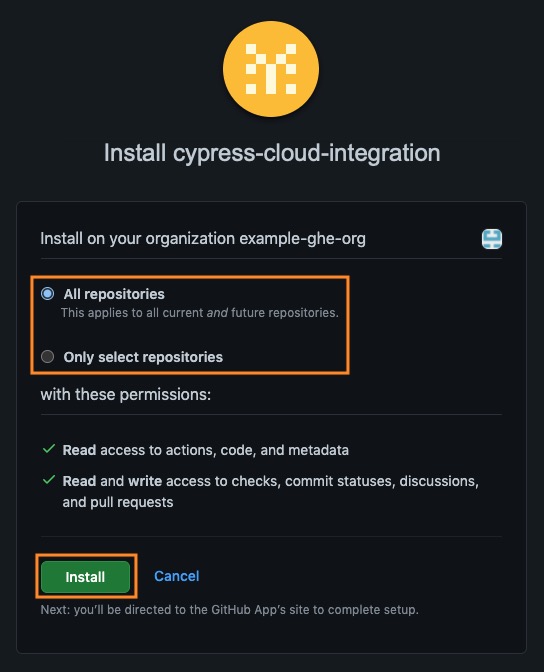 Install cypress-cloud-integration
Install on your organization example-ghe-org
All repositories
This applies to all current and future repositories.
Only select repositories
with these permissions:
Read access to actions, code, and metadata
Read and write access to checks, commit statuses, discussions,
and pull requests
Install Cancel
Next: you’ll be directed to the GitHub App’s site to complete setup.